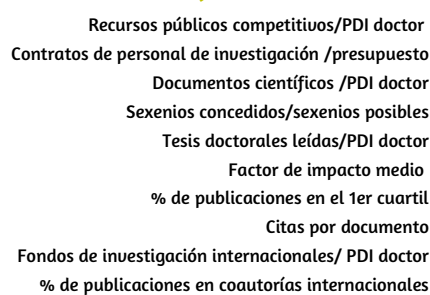 Recursos públicos competitivos/PDI doctor
Contratos de personal de investigación /presupuesto
Documentos científicos /PDI doctor
Sexenios concedidos/sexenios posibles
Tesis doctorales leídas/PDI doctor
Factor de impacto medio
% de publicaciones en el 1er cuartil
Citas por documento
Fondos de investigación internacionales/ PDI doctor
% de publicaciones en coautorías internacionales